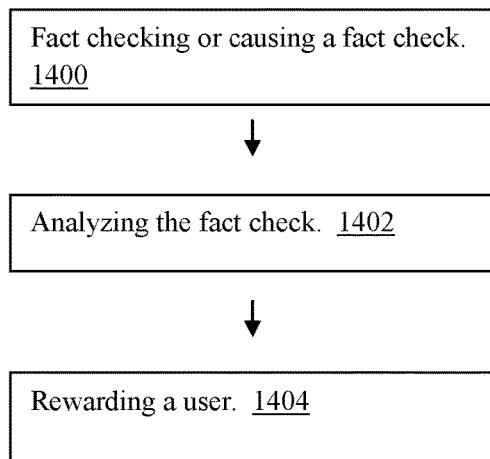 Fact checking or causing a fact check.
1400
Analyzing the fact check. 1402
Rewarding a user. 1404